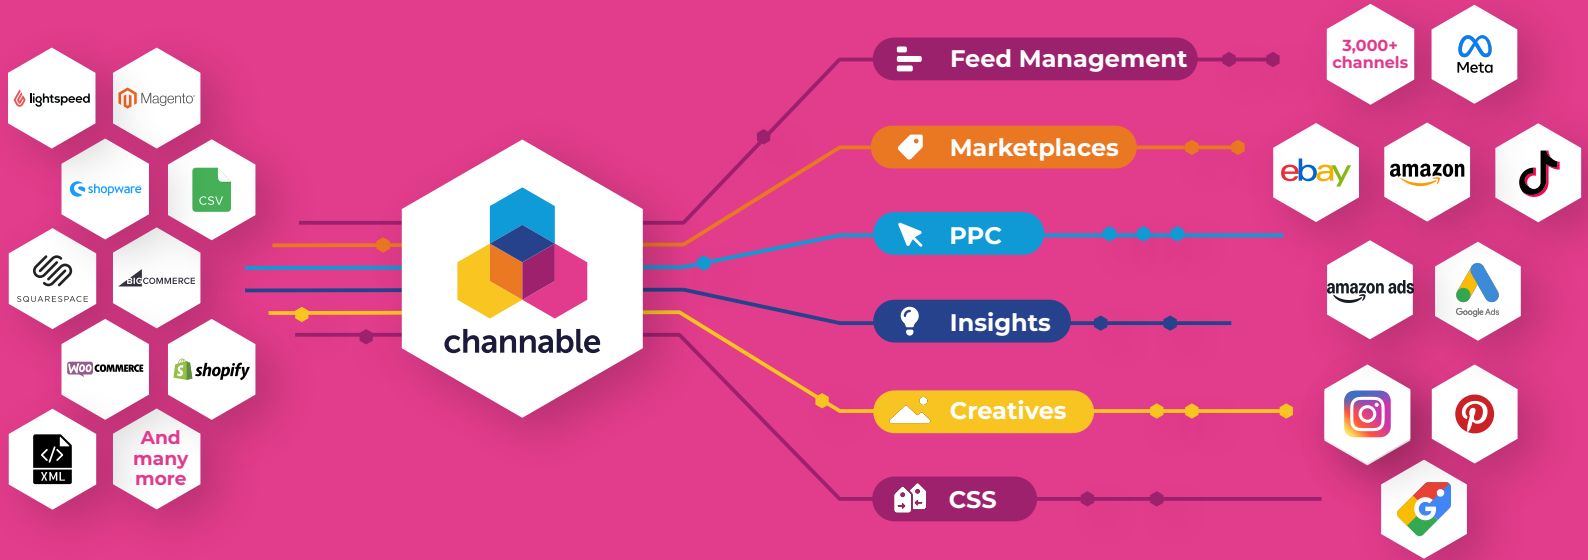 lightspeed
Magento
shopware
CSV
SQUARESPACE
BIGCOMMERCE
WOO COMMERCE
shopify
</>
XML
And
many
more
channable
Feed Management
Marketplaces
PPC
Insights
Creatives
CSS
3,000+
channels
Meta
ebay
amazon
amazon ads
Google Ads
G